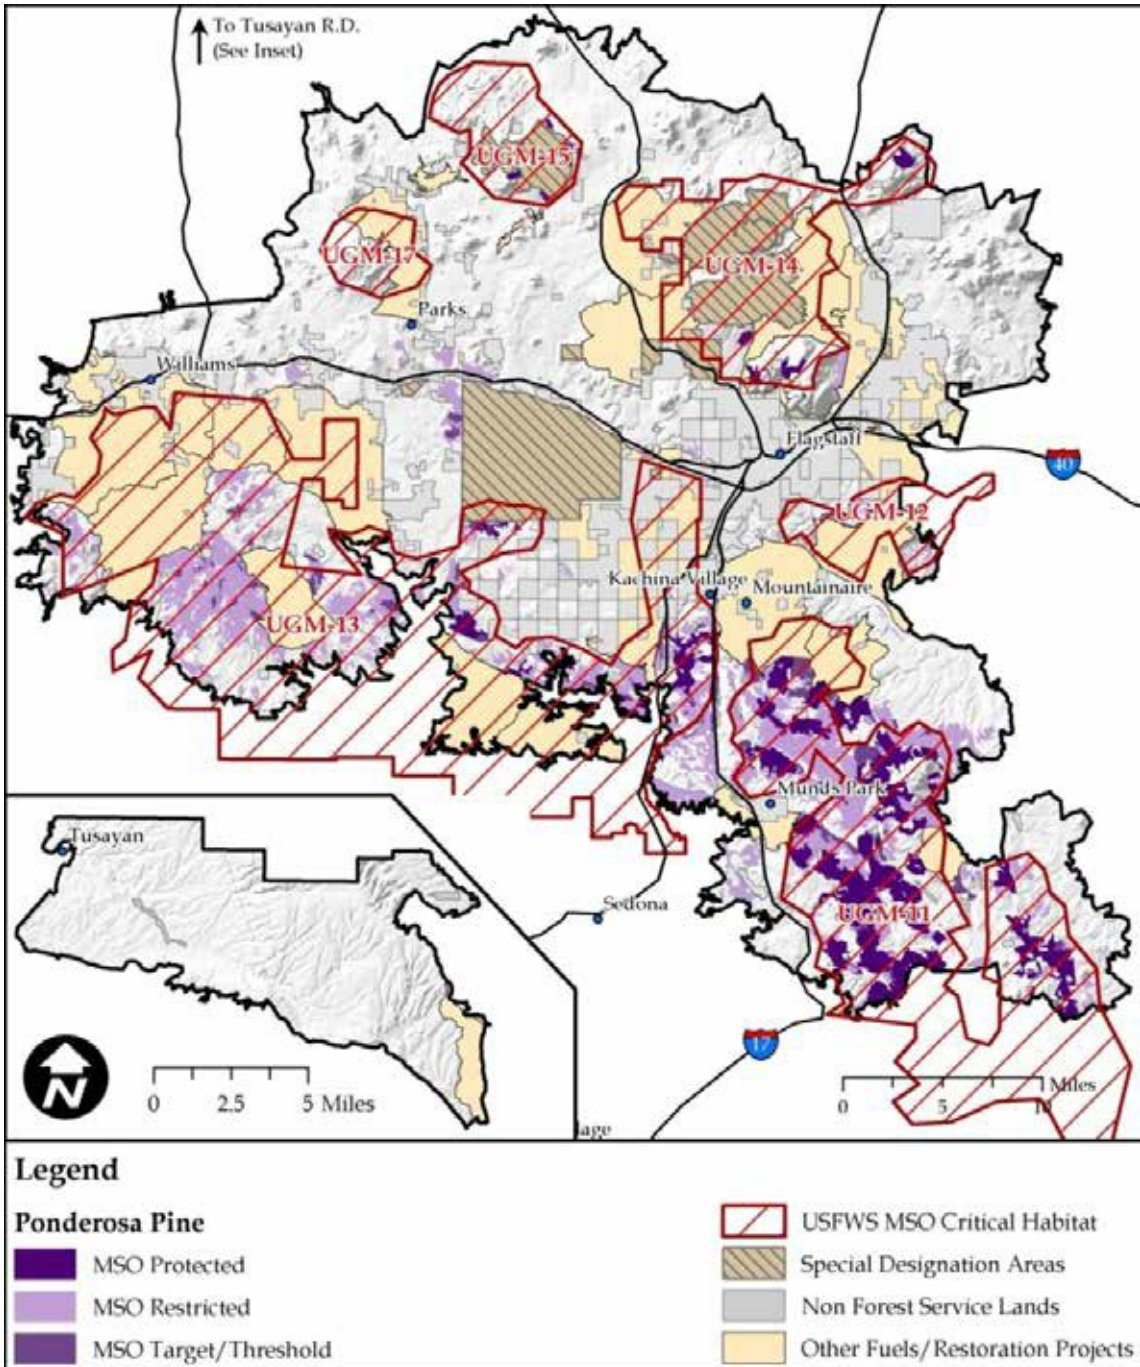 To Tusayan R.D.
(See Inset)
UGM-15
UGM-17
UGM-14
Parks
Williams
Flagstaff
40
UGM-12
Kachina Village
Mountainaire
UGM-13
Munds Park
Tusayan
Sedona
UGM-11
17
N
0 2.5 5 Miles
Miles
0 5 10
lage
Legend
Ponderosa Pine
MSO Protected
MSO Restricted
MSO Target/Threshold
USFWS MSO Critical Habitat
Special Designation Areas
Non Forest Service Lands
Other Fuels/Restoration Projects